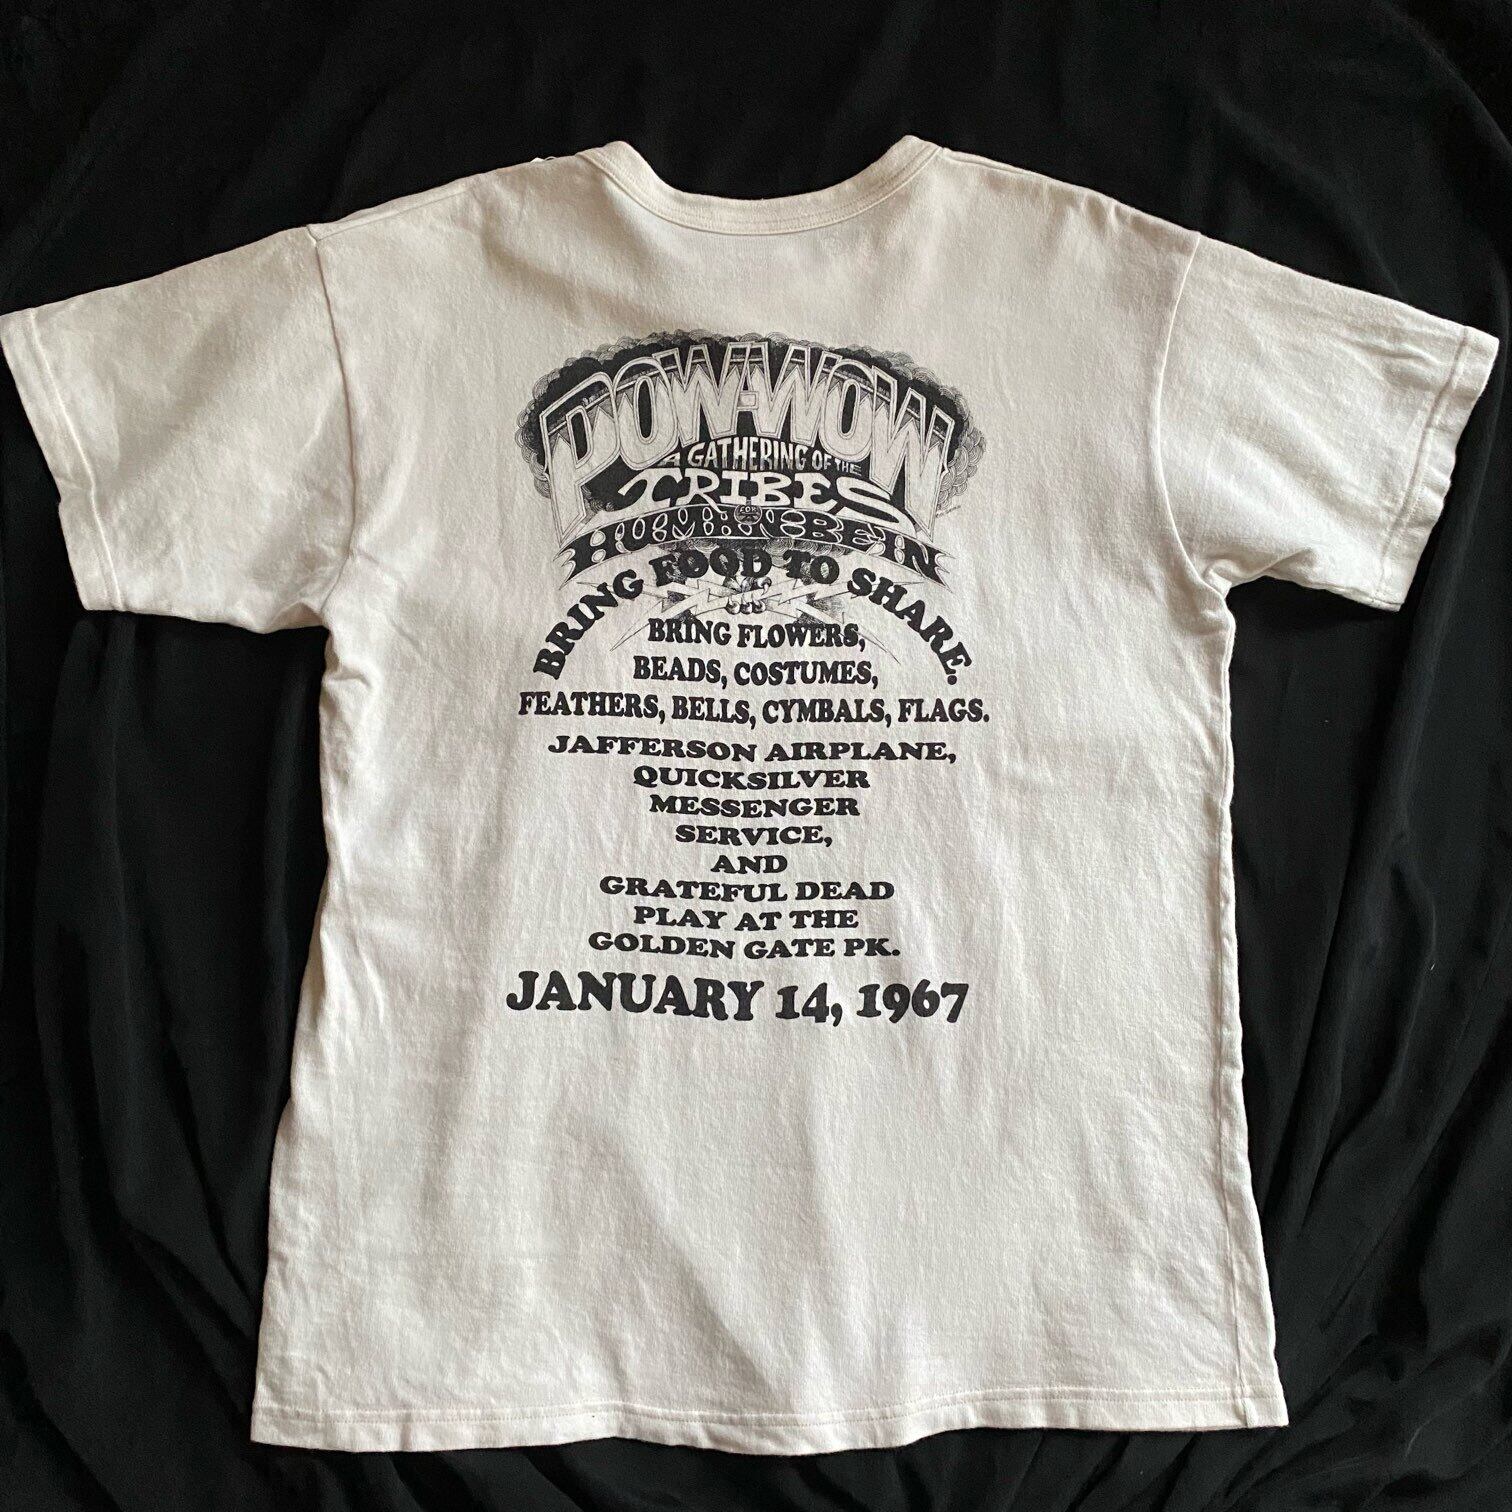 POW-WOW
A GATHERING OF THE
TRIBES
FOR A
HUMAN BE IN
BRING FOOD TO SHARE.
BRING FLOWERS,
BEADS, COSTUMES,
FEATHERS, BELLS, CYMBALS, FLAGS.
JAFFERSON AIRPLANE,
QUICKSILVER
MESSENGER
SERVICE,
AND
GRATEFUL DEAD
PLAY AT THE
GOLDEN GATE PK.
JANUARY 14, 1967